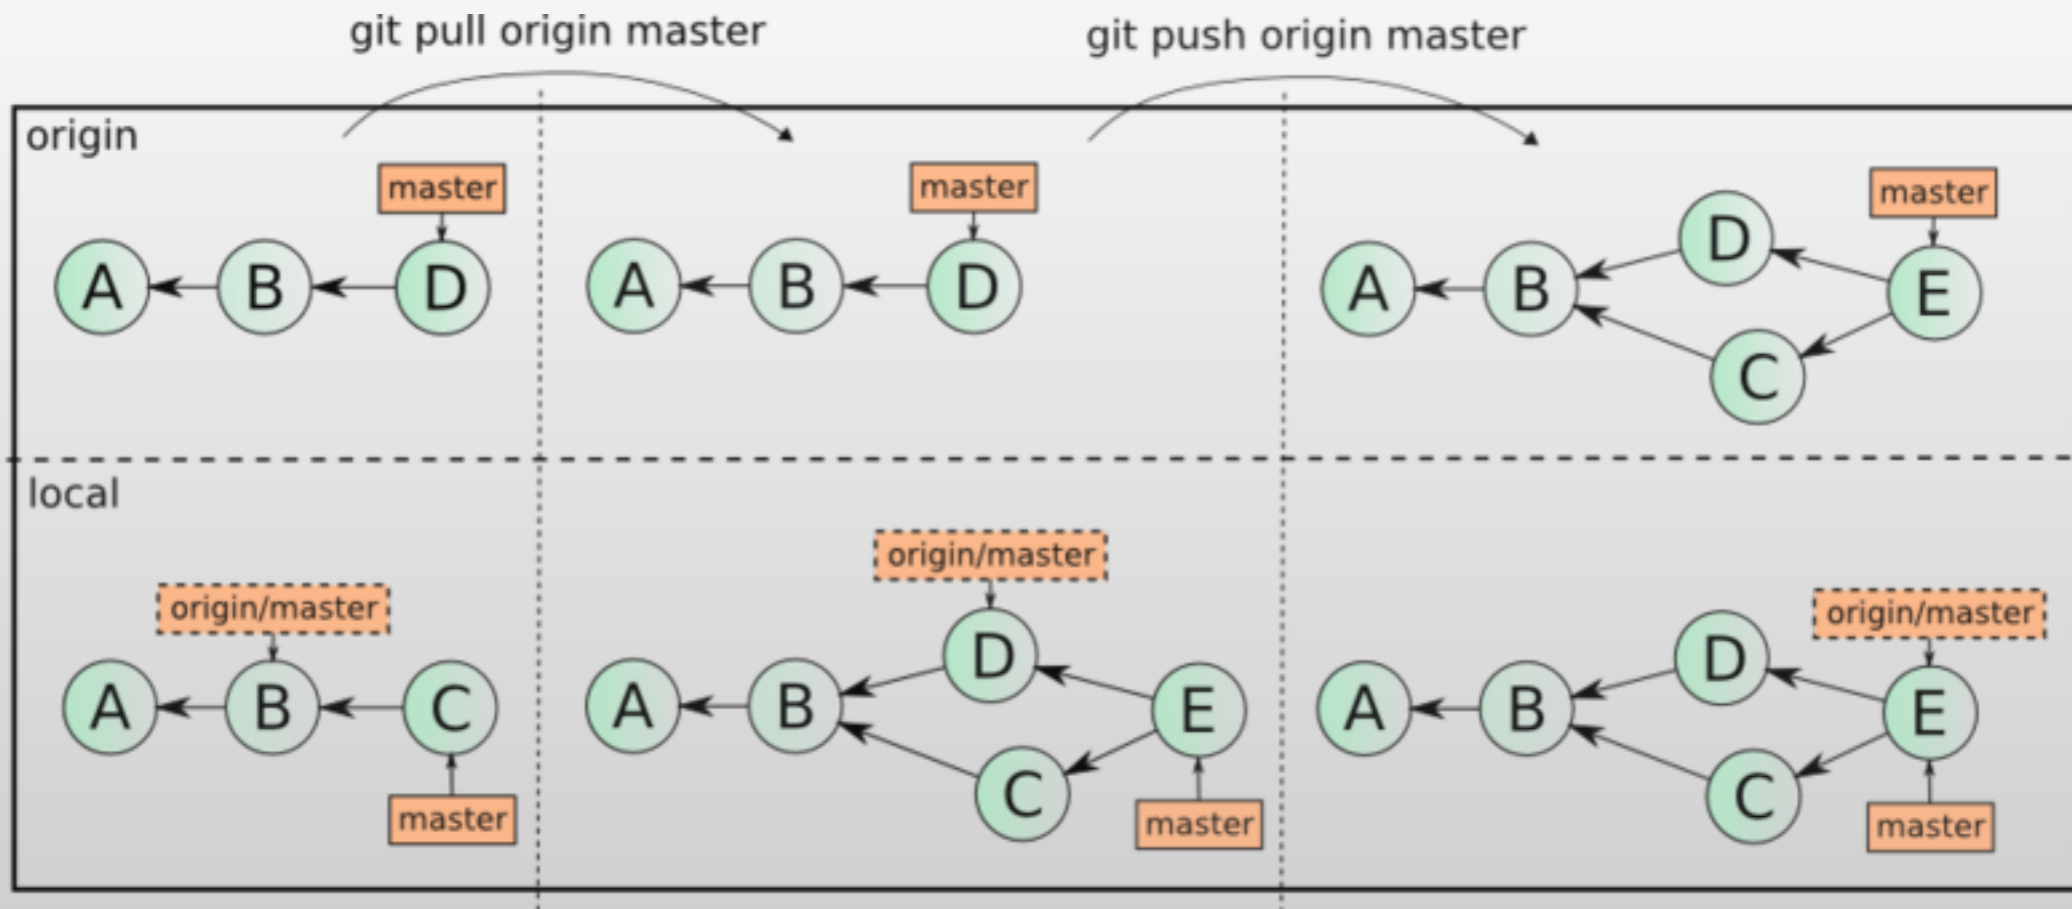 git pull origin master
git push origin master
origin
master
A B D
master
A B D
master
A B D C E
local
origin/master
A B C
master
origin/master
A B D C E
master
origin/master
A B D C E
master